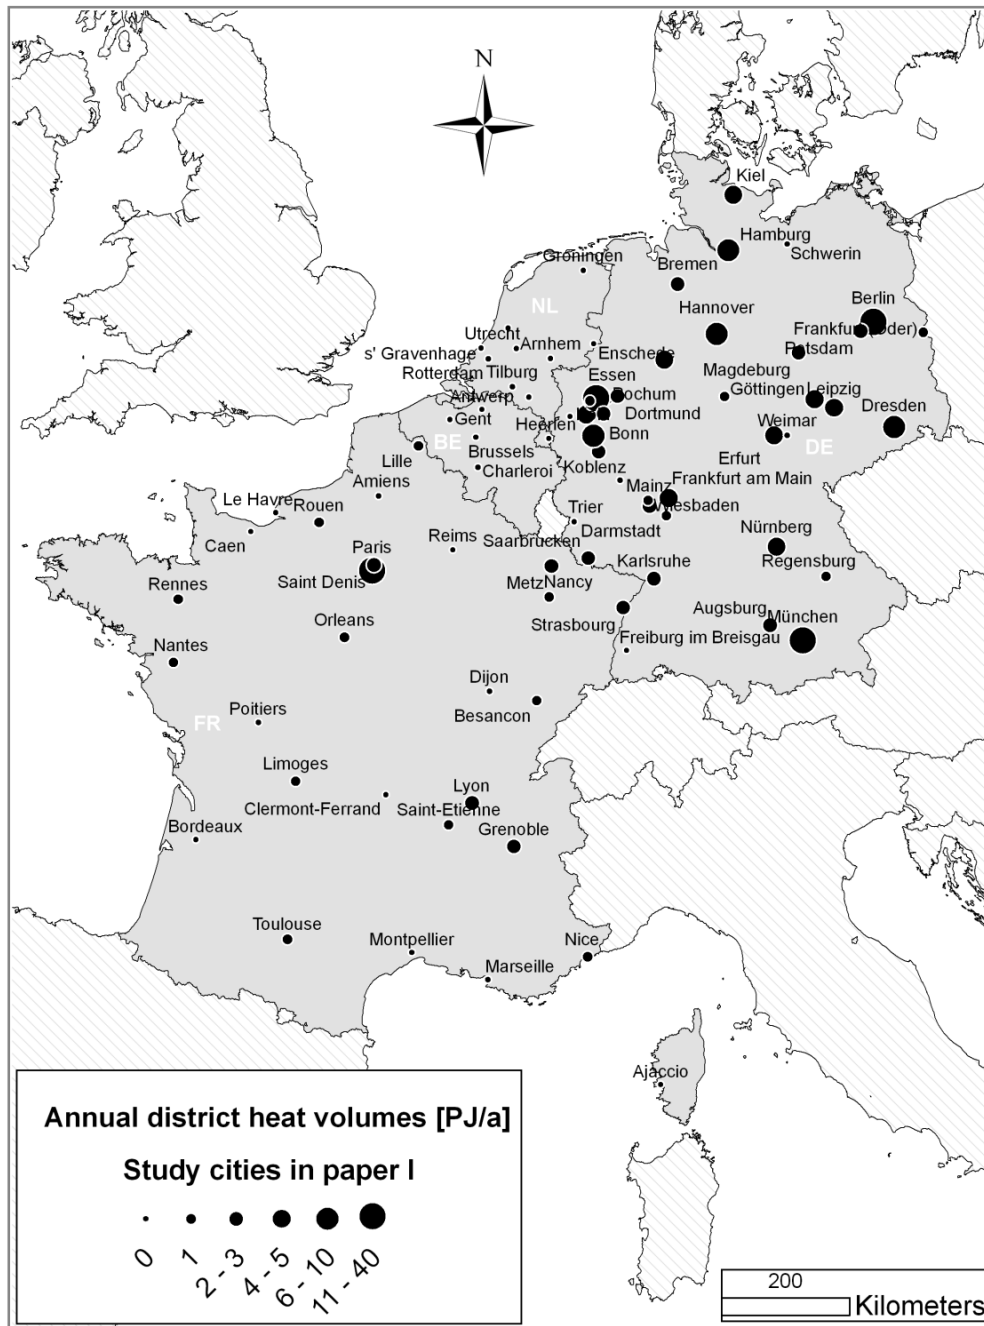 N
Kiel
Hamburg
Schwerin
Groningen
Bremen
NL
Hannover
Berlin
Utrecht
Frankfurt (Oder)
s' Gravenhage
Arnhem
Enschede
Potsdam
Rotterdam
Tilburg
Essen
Magdeburg
Antwerp
Bochum
Göttingen
Leipzig
Gent
Dortmund
Dresden
Heerlen
Weimar
BE
Bonn
DE
Lille
Brussels
Erfurt
Charleroi
Koblenz
Amiens
Mainz
Frankfurt am Main
Le Havre
Rouen
Trier
Wiesbaden
Caen
Reims
Saarbrücken
Darmstadt
Nürnberg
Paris
Karlsruhe
Regensburg
Saint Denis
Metz
Nancy
Rennes
Augsburg
München
Orleans
Strasbourg
Freiburg im Breisgau
Nantes
Dijon
Poitiers
Besancon
FR
Limoges
Lyon
Clermont-Ferrand
Saint-Etienne
Bordeaux
Grenoble
Toulouse
Montpellier
Nice
Marseille
Ajaccio
Annual district heat volumes [PJ/a]
Study cities in paper I
0
1
2 - 3
4 - 5
6 - 10
11 - 40
200
Kilometers